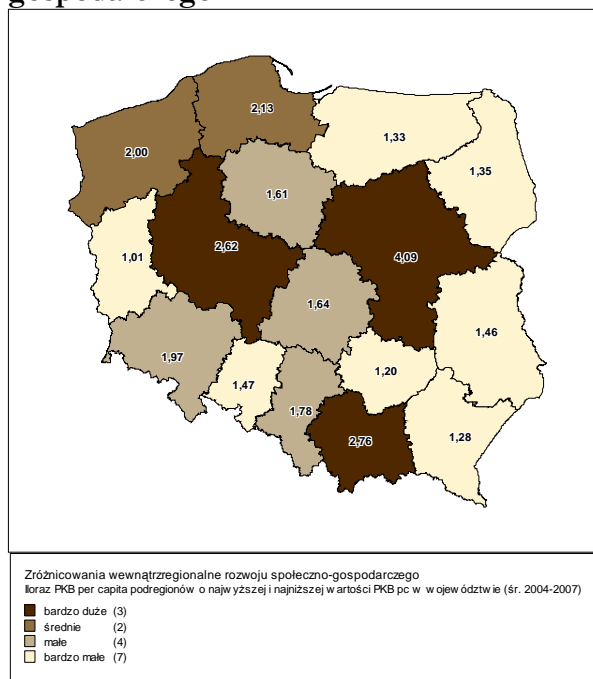 gospodarczego
2,13
2,00
1,33
1,35
1,61
2,62
4,09
1,01
1,64
1,46
1,97
1,47
1,20
1,78
2,76
1,28
Zróżnicowania wewnątrzregionalne rozwoju społeczno-gospodarczego
Iloraz PKB per capita podregionów o najwyższej i najniższej wartości PKB pc w województwie (śr. 2004-2007)
bardzo duże (3)
średnie (2)
małe (4)
bardzo małe (7)